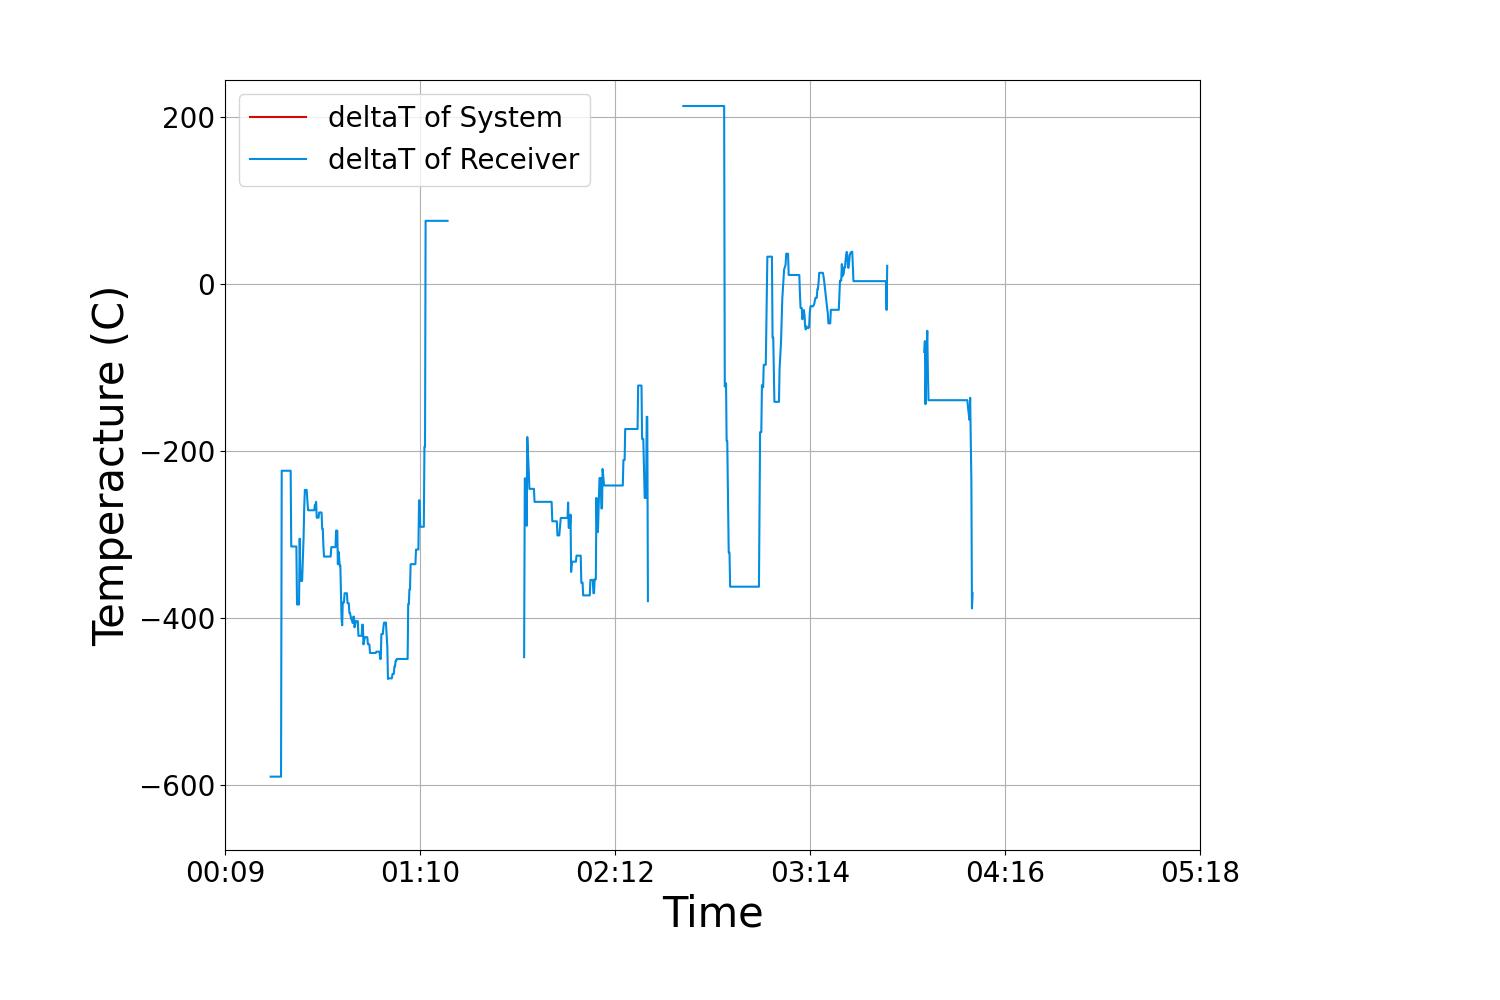 deltaT of System
deltaT of Receiver
200
0
−200
−400
−600
Temperacture (C)
00:09 01:10 02:12 03:14 04:16 05:18
Time